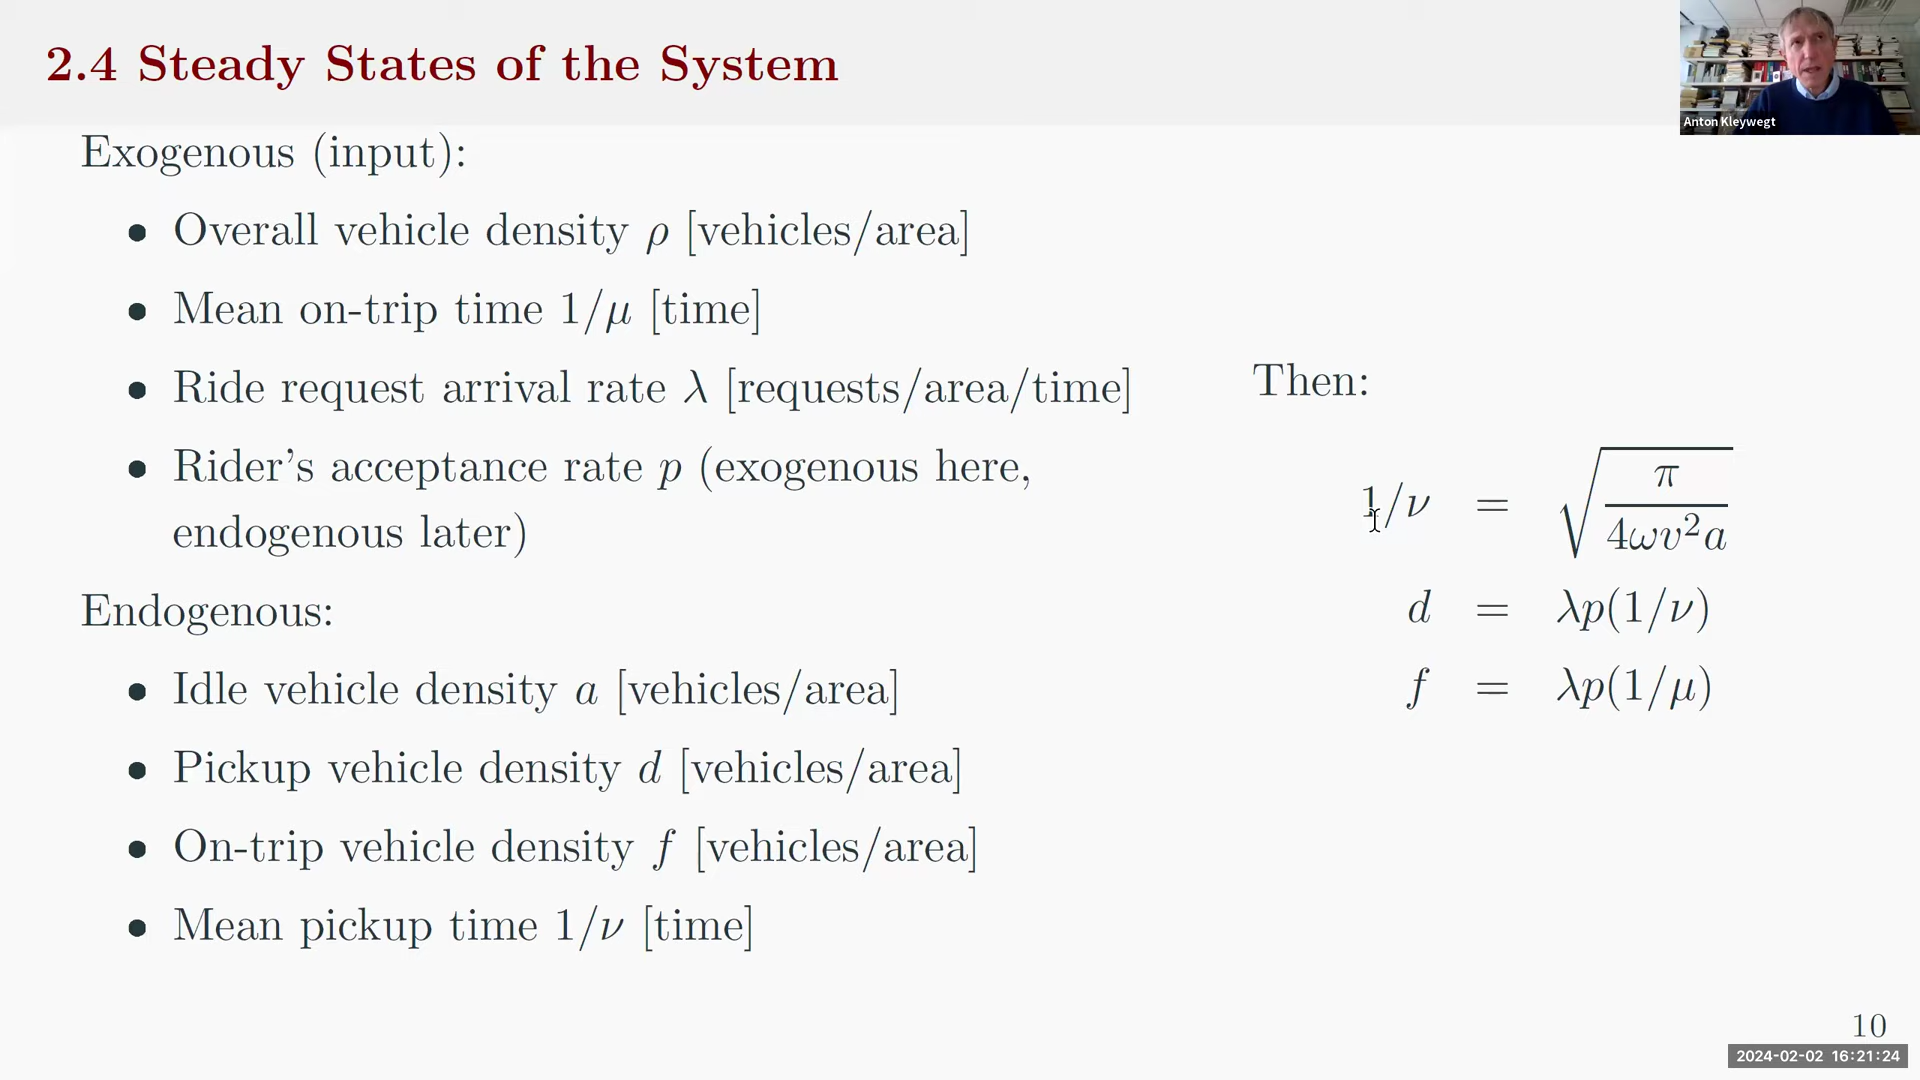 2.4 Steady States of the System
Anton Kleywegt
Exogenous (input):
• Overall vehicle density ρ [vehicles/area]
• Mean on-trip time 1/μ [time]
• Ride request arrival rate λ [requests/area/time]
• Rider's acceptance rate p (exogenous here,
endogenous later)
Endogenous:
• Idle vehicle density a [vehicles/area]
• Pickup vehicle density d [vehicles/area]
• On-trip vehicle density f [vehicles/area]
• Mean pickup time 1/ν [time]
Then:
1/ν = √(π/(4ωv²a))
d = λp(1/ν)
f = λp(1/μ)
10
2024-02-02 16:21:24